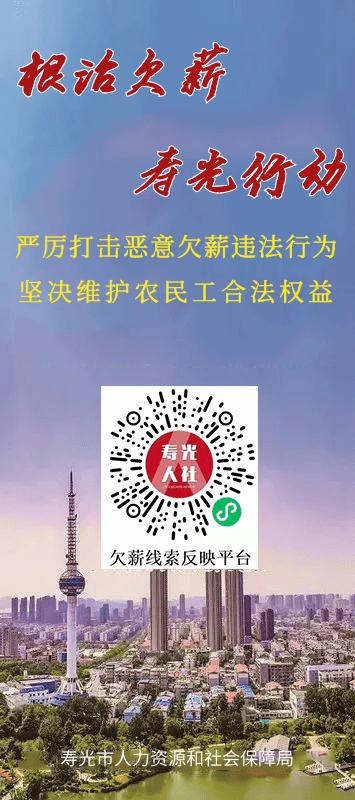 根治欠薪
寿光行动
严厉打击恶意欠薪违法行为
坚决维护农民工合法权益
寿光
人社
欠薪线索反映平台
寿光市人力资源和社会保障局